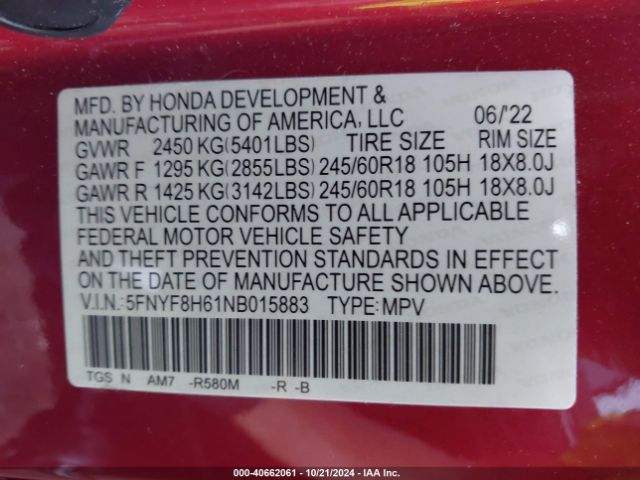 MFD. BY HONDA DEVELOPMENT &
MANUFACTURING OF AMERICA, LLC 06/'22
GVWR 2450 KG(5401LBS) TIRE SIZE RIM SIZE
GAWR F 1295 KG(2855LBS) 245/60R18 105H 18X8.0J
GAWR R 1425 KG(3142LBS) 245/60R18 105H 18X8.0J
THIS VEHICLE CONFORMS TO ALL APPLICABLE
FEDERAL MOTOR VEHICLE SAFETY
AND THEFT PREVENTION STANDARDS IN EFFECT
ON THE DATE OF MANUFACTURE SHOWN ABOVE.
V.I.N.:5FNYF8H61NB015883 TYPE:MPV
TGS N AM7 -R580M -R -B
000-40662061 - 10/21/2024 - IAA Inc.